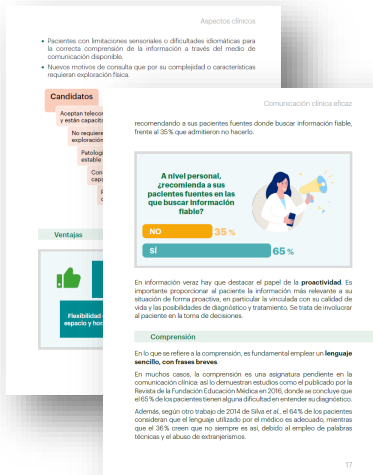 Aspectos clínicos
• Pacientes con limitaciones sensoriales o dificultades idiomáticas para
la correcta comprensión de la información a través del medio de
comunicación disponible.
• Nuevos motivos de consulta que por su complejidad o características
requieran exploración física.
Candidatos
Aceptan telecon
y están capacita
No requiere
exploración
Patologí
estable
Con
capa
Ventajas
Flexibilidad
espacio y hor
Comunicación clínica eficaz
recomendando a sus pacientes fuentes donde buscar información fiable,
frente al 35 % que admitieron no hacerlo.
A nivel personal,
¿recomienda a sus
pacientes fuentes en las
que buscar información
fiable?
NO 35 %
SÍ 65 %
En información veraz hay que destacar el papel de la proactividad. Es
importante proporcionar al paciente la información más relevante a su
situación de forma proactiva, en particular la vinculada con su calidad de
vida y las posibilidades de diagnóstico y tratamiento. Se trata de involucrar
al paciente en la toma de decisiones.
Comprensión
En lo que se refiere a la comprensión, es fundamental emplear un lenguaje
sencillo, con frases breves.
En muchos casos, la comprensión es una asignatura pendiente en la
comunicación clínica: así lo demuestran estudios como el publicado por la
Revista de la Fundación Educación Médica en 2016, donde se concluye que
el 65 % de los pacientes tienen alguna dificultad en entender su diagnóstico.
Además, según otro trabajo de 2014 de Silva et al., el 64 % de los pacientes
consideran que el lenguaje utilizado por el médico es adecuado, mientras
que el 36 % creen que no siempre es así, debido al empleo de palabras
técnicas y al abuso de extranjerismos.
17